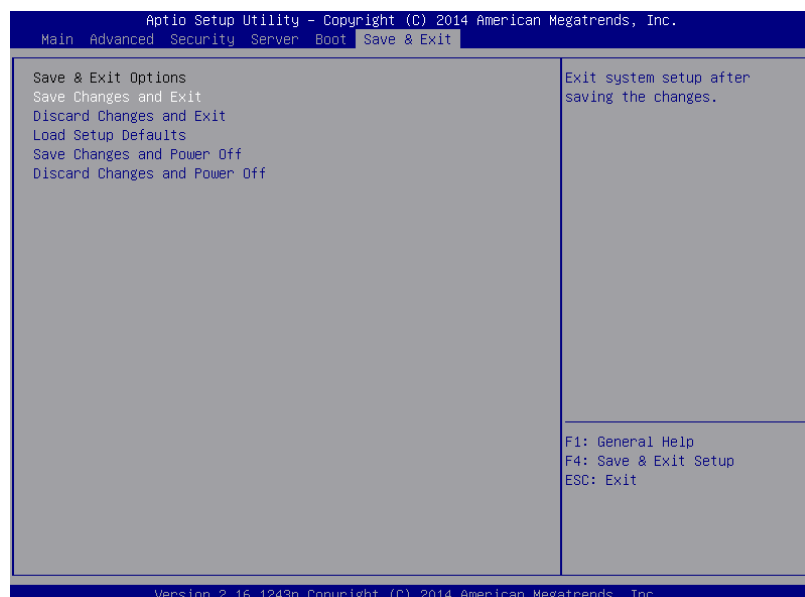 Aptio Setup Utility – Copyright (C) 2014 American Megatrends, Inc.
Main Advanced Security Server Boot Save & Exit
Save & Exit Options
Save Changes and Exit
Discard Changes and Exit
Load Setup Defaults
Save Changes and Power Off
Discard Changes and Power Off
Exit system setup after
saving the changes.
F1: General Help
F4: Save & Exit Setup
ESC: Exit
Version 2.16.1243n Copyright (C) 2014 American Megatrends, Inc.